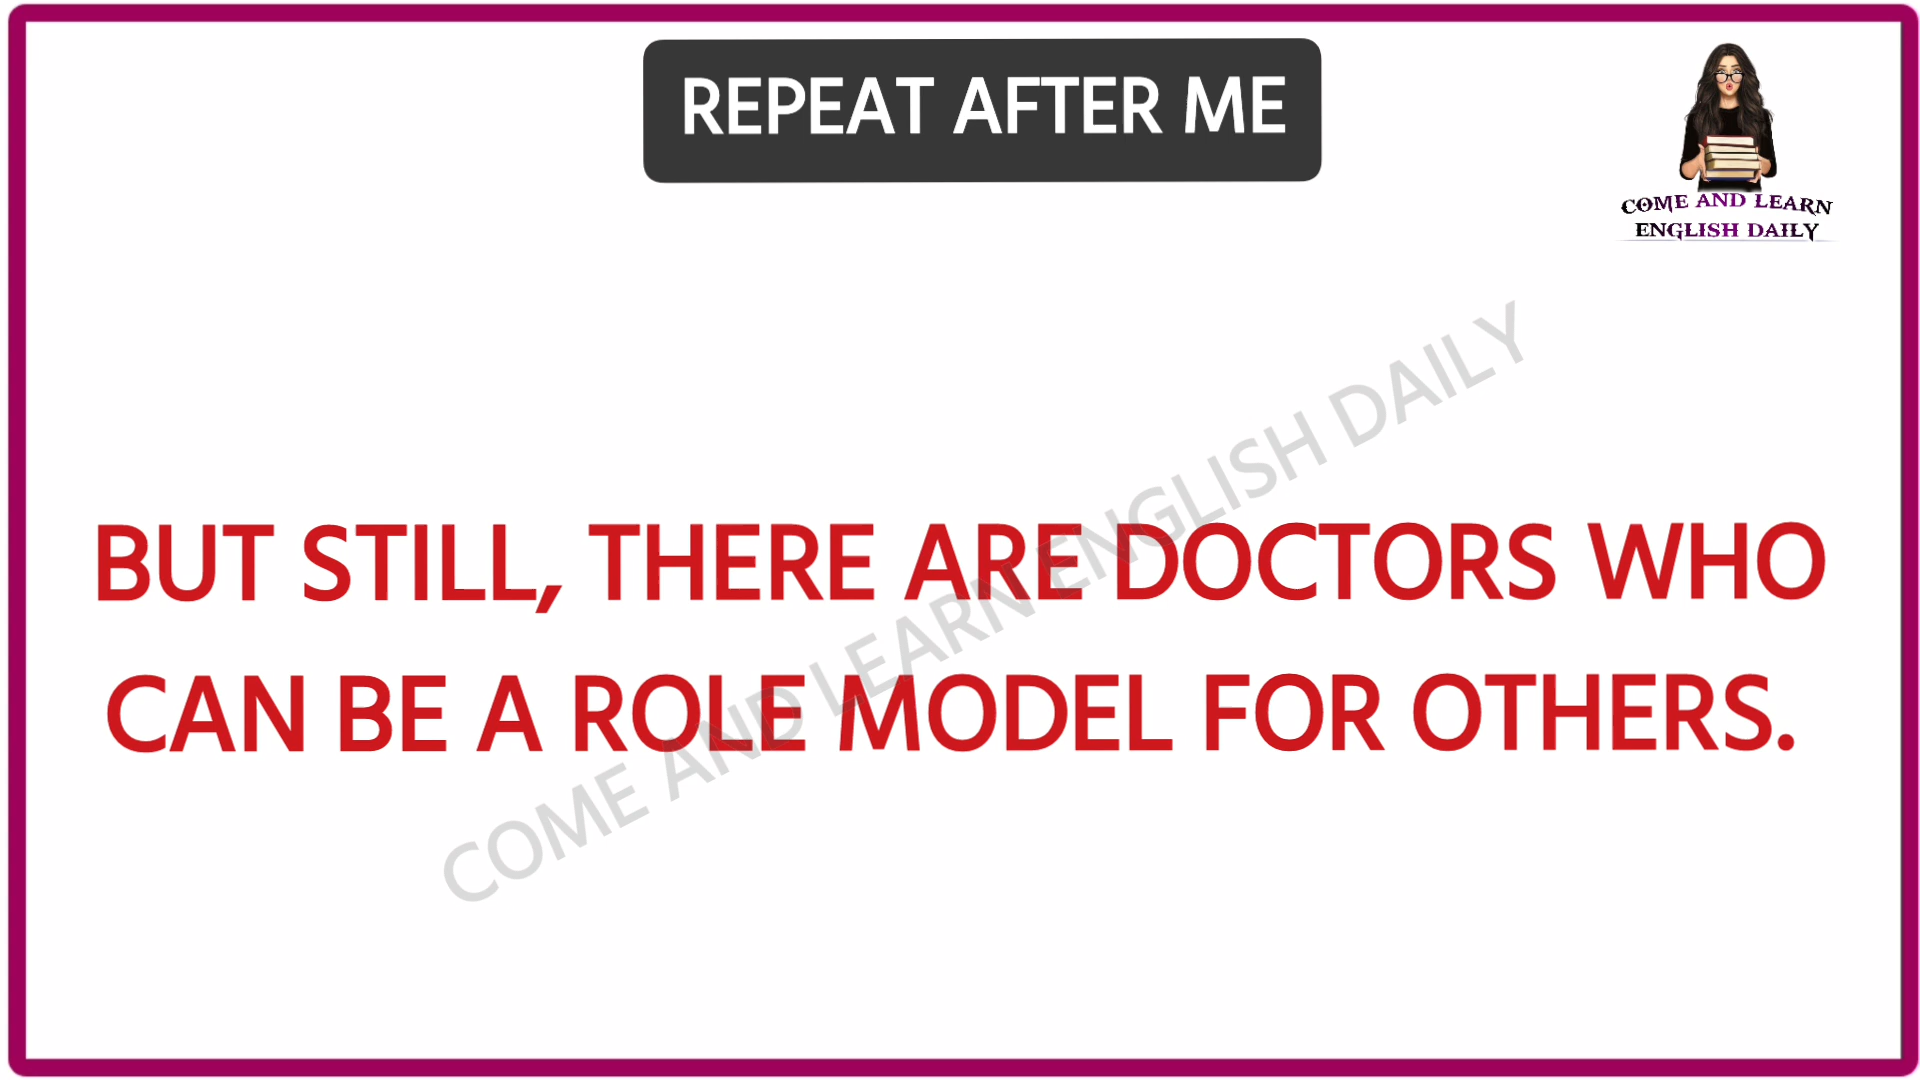 REPEAT AFTER ME
COME AND LEARN
ENGLISH DAILY
BUT STILL, THERE ARE DOCTORS WHO
CAN BE A ROLE MODEL FOR OTHERS.
COME AND LEARN ENGLISH DAILY